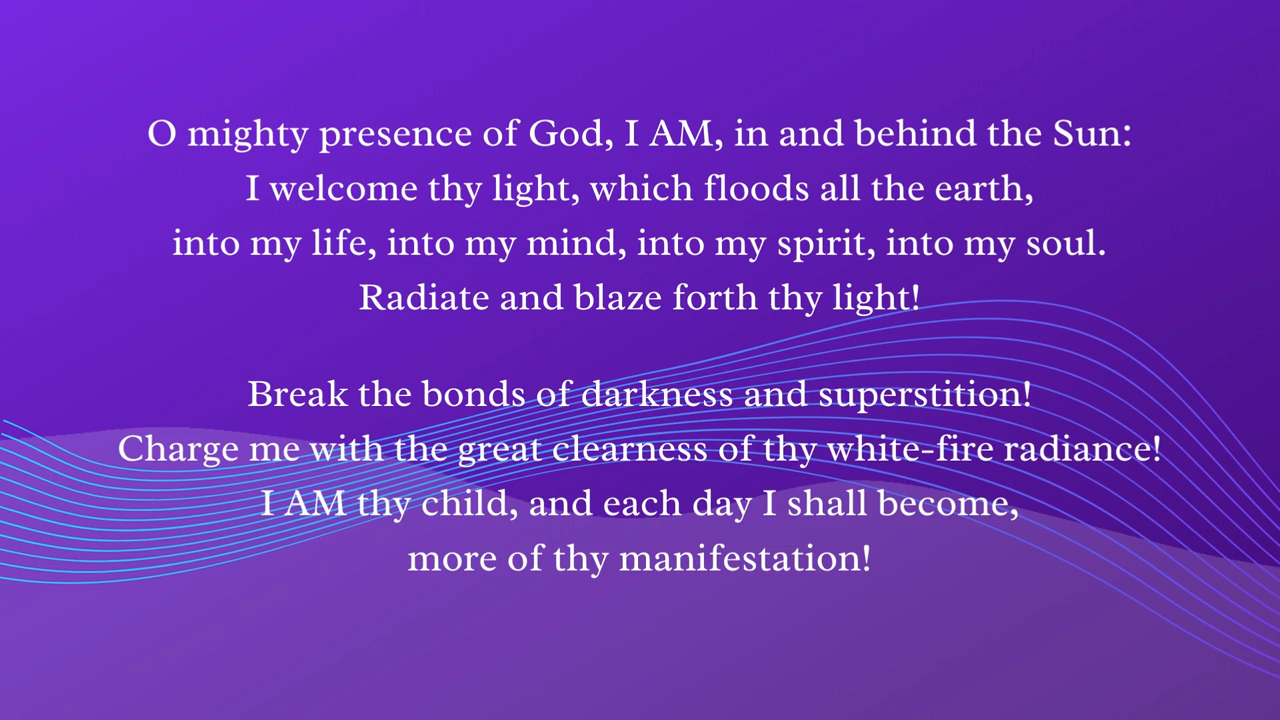 O mighty presence of God, I AM, in and behind the Sun:
I welcome thy light, which floods all the earth,
into my life, into my mind, into my spirit, into my soul.
Radiate and blaze forth thy light!
Break the bonds of darkness and superstition!
Charge me with the great clearness of thy white-fire radiance!
I AM thy child, and each day I shall become,
more of thy manifestation!